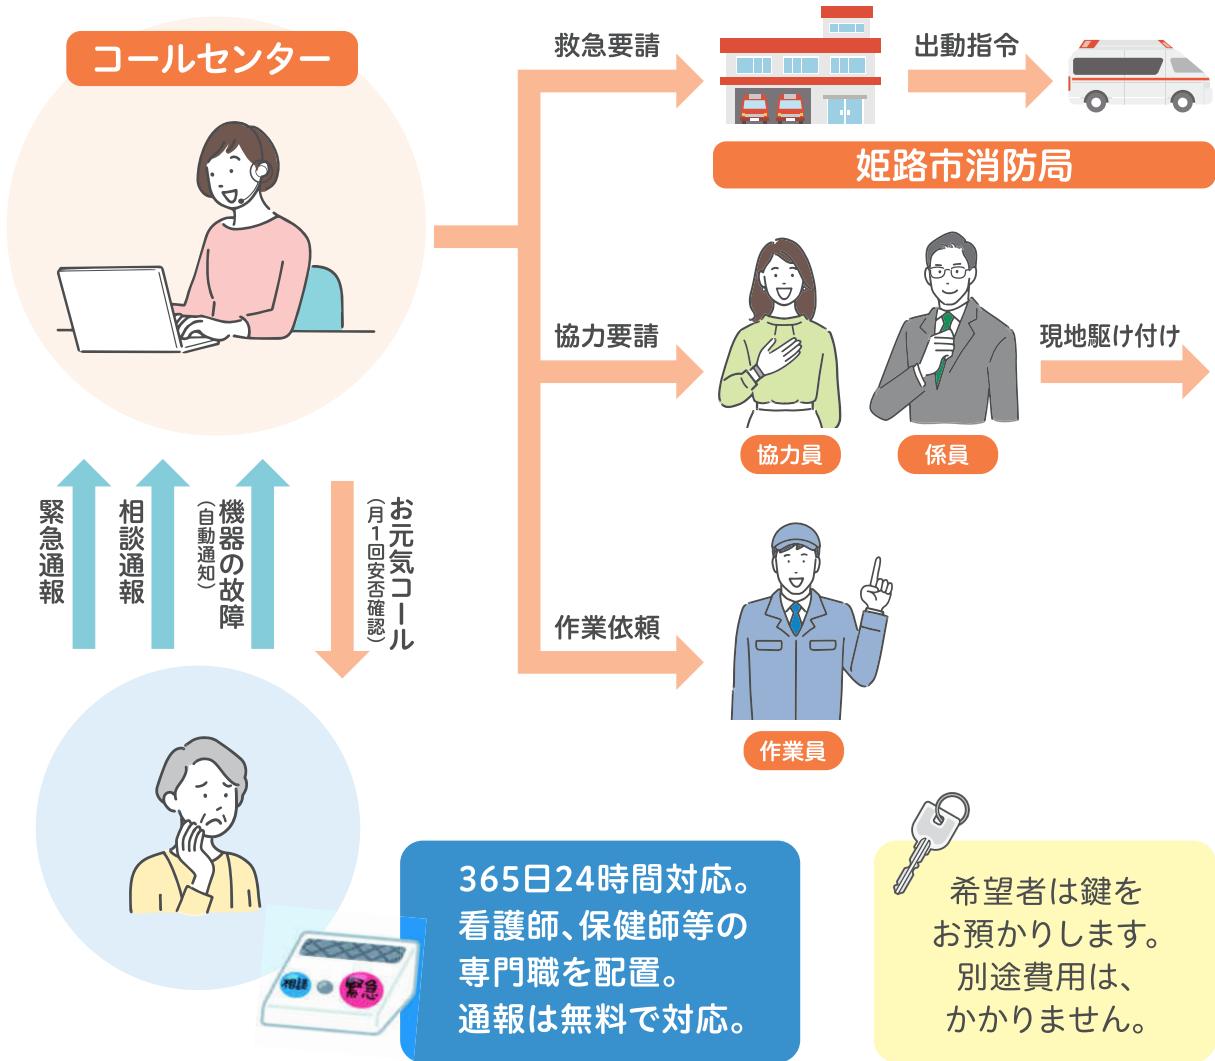 コールセンター
救急要請
出動指令
姫路市消防局
協力要請
現地駆け付け
協力員
係員
緊急通報
相談通報
機器の故障
（自動通知）
お元気コール
（月1回安否確認）
作業依頼
作業員
365日24時間対応。
看護師、保健師等の
専門職を配置。
通報は無料で対応。
相談
緊急
希望者は鍵を
お預かりします。
別途費用は、
かかりません。